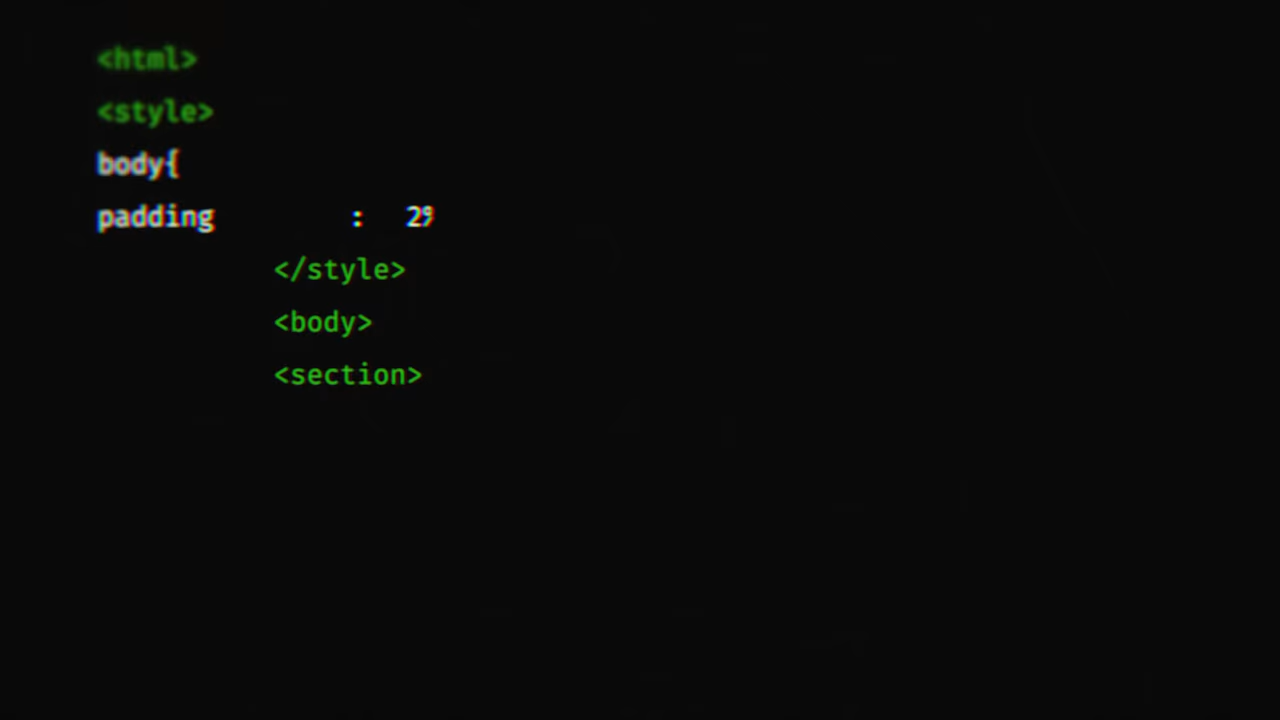 <html>
<style>
body{
padding : 29
</style>
<body>
<section>